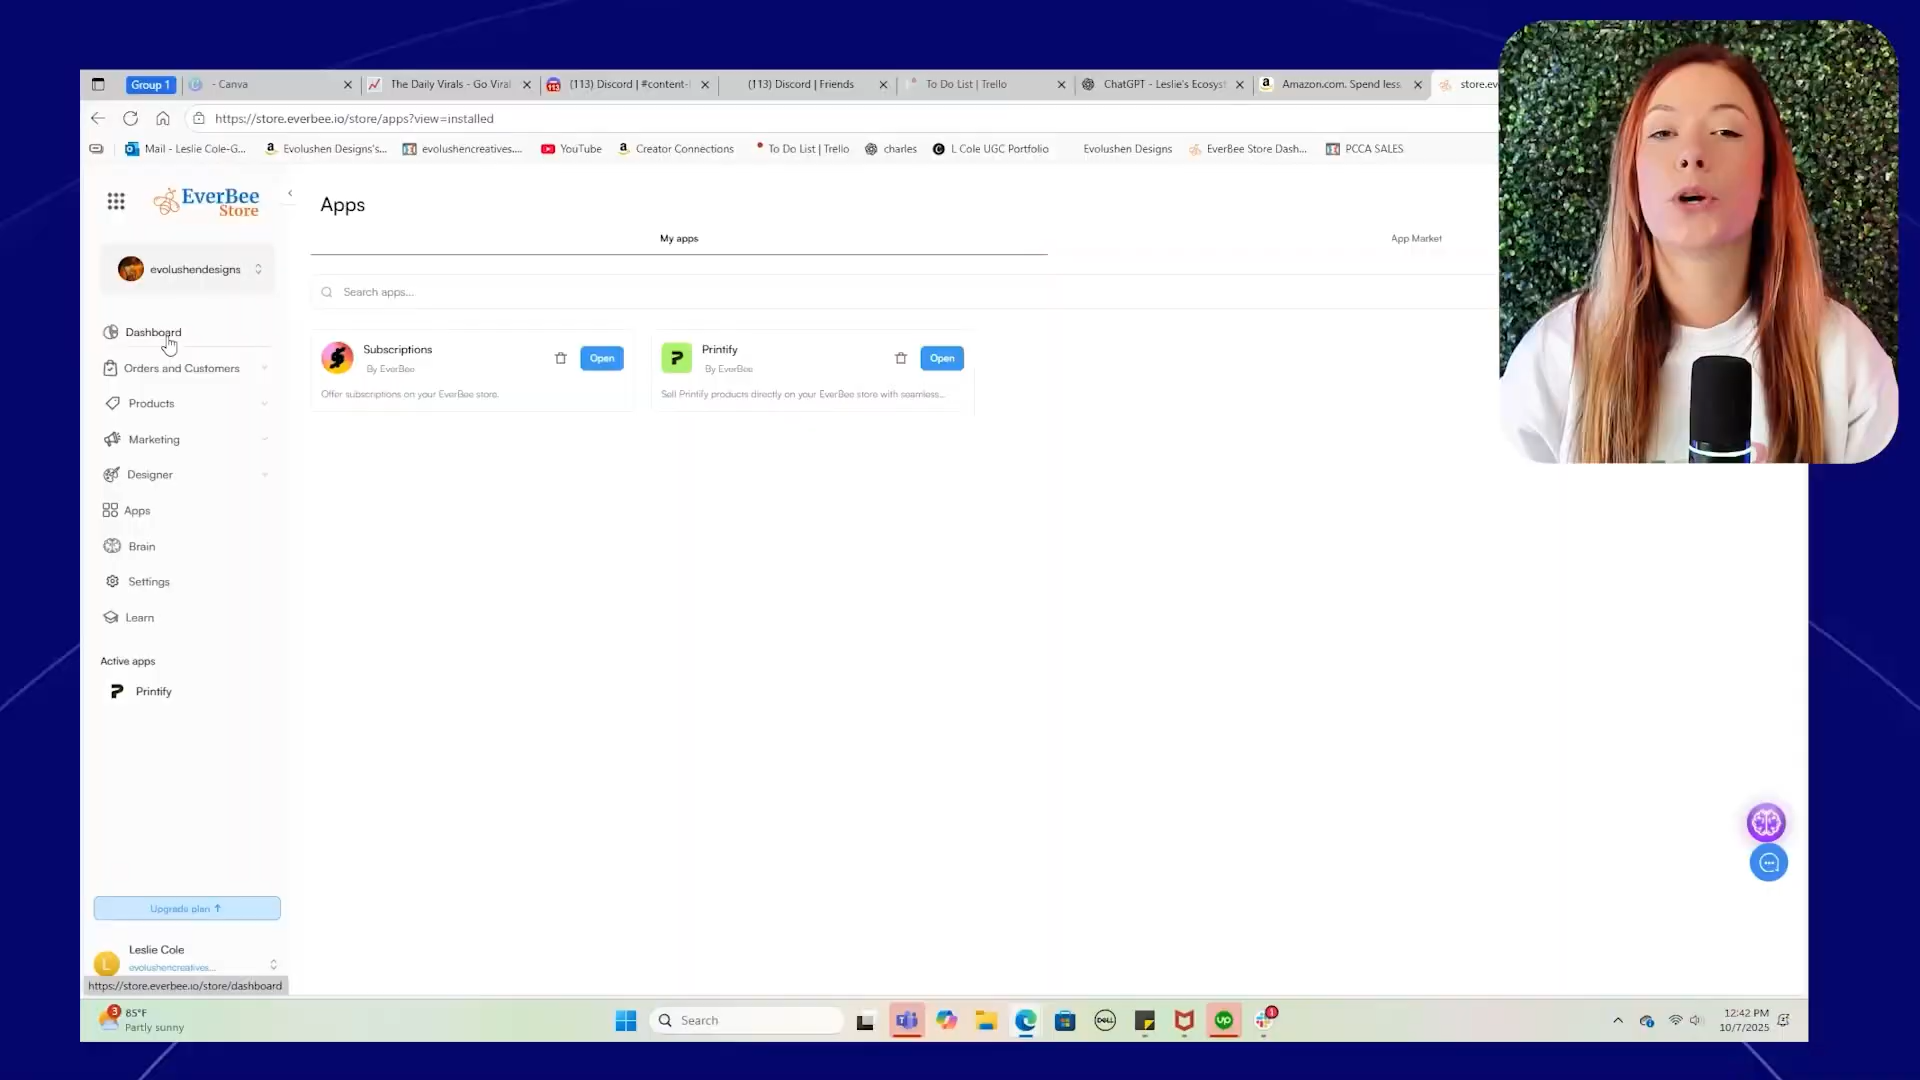 Group 1
- Canva
The Daily Virals - Go Viral
(113) Discord | #content-
(113) Discord | Friends
To Do List | Trello
ChatGPT - Leslie's Ecosyst
Amazon.com. Spend less
store.ev
https://store.everbee.io/store/apps?view=installed
Mail - Leslie Cole-G...
Evolushen Designs's...
evolushencreatives....
YouTube
Creator Connections
To Do List | Trello
charles
L Cole UGC Portfolio
Evolushen Designs
EverBee Store Dash...
PCCA SALES
EverBee
Store
evolushendesigns
Dashboard
Orders and Customers
Products
Marketing
Designer
Apps
Brain
Settings
Learn
Active apps
Printify
Upgrade plan ↑
L
Leslie Cole
evolushencreatives...
https://store.everbee.io/store/dashboard
Apps
My apps
App Market
Search apps...
Subscriptions
By EverBee
Open
Offer subscriptions on your EverBee store.
Printify
By EverBee
Open
Sell Printify products directly on your EverBee store with seamless...
3
85°F
Partly sunny
Search
DELL
up
1
12:42 PM
10/7/2025